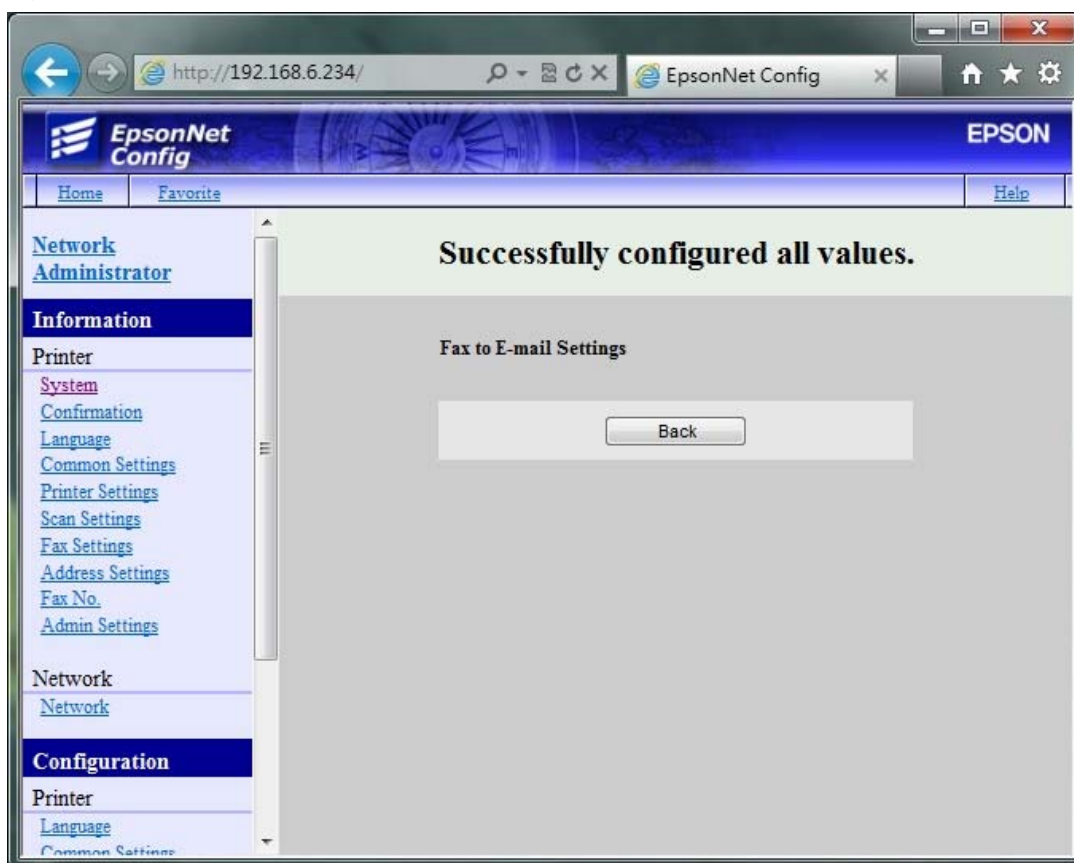 http://192.168.6.234/
EpsonNet Config
EpsonNet
Config
EPSON
Home
Favorite
Help
Network
Administrator
Successfully configured all values.
Information
Printer
System
Confirmation
Language
Common Settings
Printer Settings
Scan Settings
Fax Settings
Address Settings
Fax No.
Admin Settings
Network
Network
Configuration
Printer
Language
Common Settings
Fax to E-mail Settings
Back